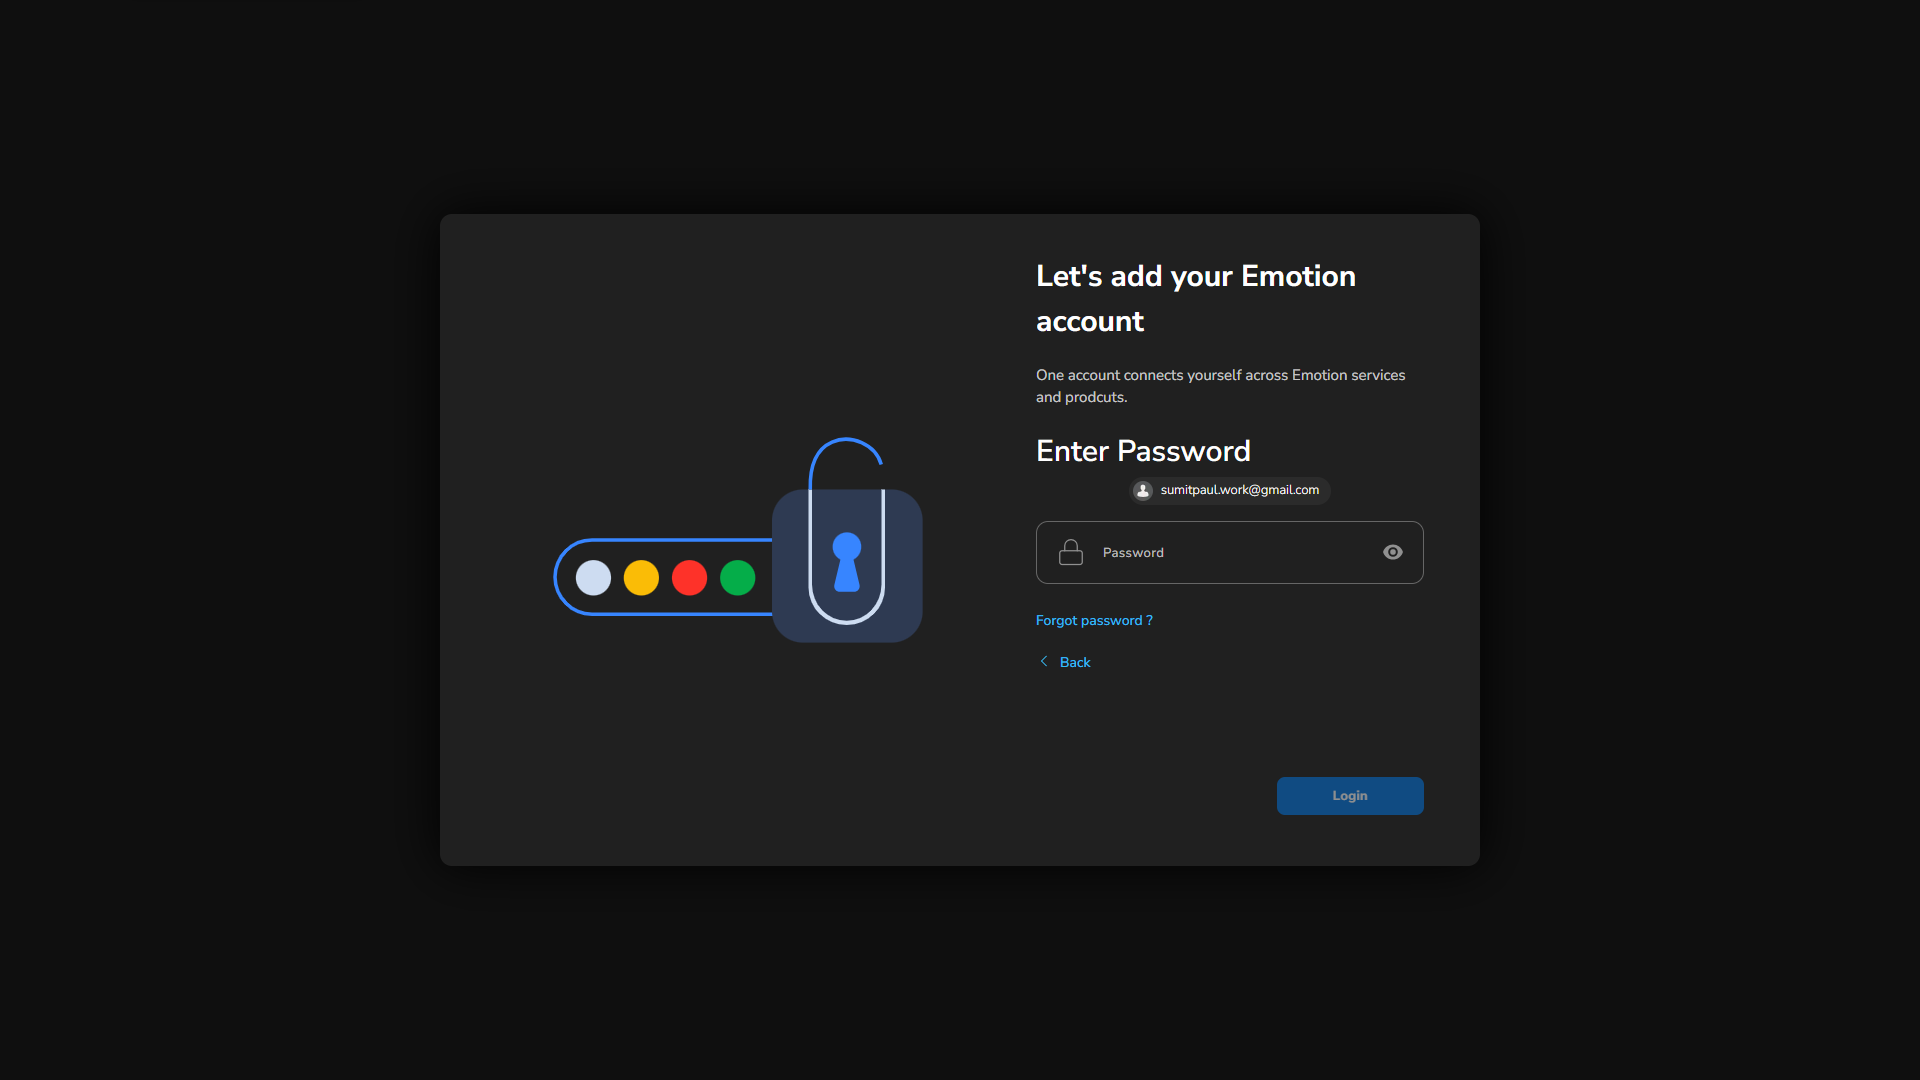 Let's add your Emotion
account
One account connects yourself across Emotion services
and prodcuts.
Enter Password
sumitpaul.work@gmail.com
Password
Forgot password ?
Back
Login